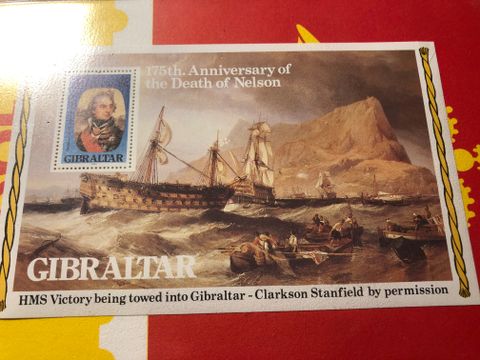 175th. Anniversary of
the Death of Nelson
GIBRALTAR
GIBRALTAR
HMS Victory being towed into Gibraltar - Clarkson Stanfield by permission